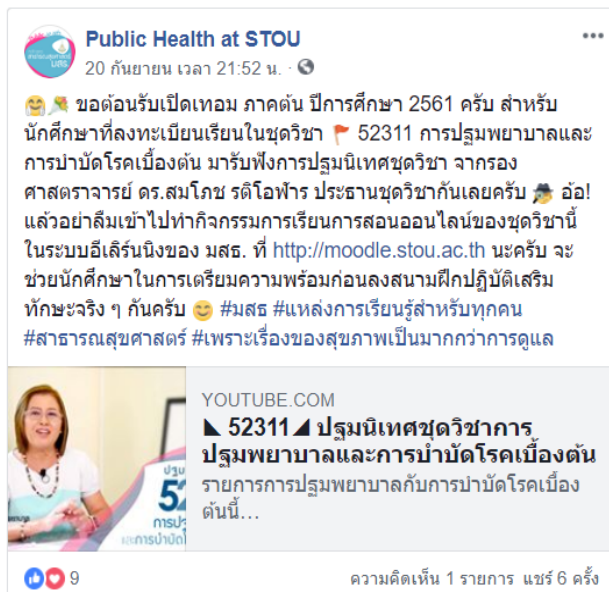 Public Health at STOU
20 กันยายน เวลา 21:52 น. ·
ขอต้อนรับเปิดเทอม ภาคต้น ปีการศึกษา 2561 ครับ สำหรับ
นักศึกษาที่ลงทะเบียนเรียนในชุดวิชา 52311 การปฐมพยาบาลและ
การบำบัดโรคเบื้องต้น มารับฟังการปฐมนิเทศชุดวิชา จากรอง
ศาสตราจารย์ ดร.สมโภช รติโอฬาร ประธานชุดวิชากันเลยครับ อ้อ!
แล้วอย่าลืมเข้าไปทำกิจกรรมการเรียนการสอนออนไลน์ของชุดวิชานี้
ในระบบอีเลิร์นนิงของ มสธ. ที่ http://moodle.stou.ac.th นะครับ จะ
ช่วยนักศึกษาในการเตรียมความพร้อมก่อนลงสนามฝึกปฏิบัติเสริม
ทักษะจริง ๆ กันครับ 😊 #มสธ #แหล่งการเรียนรู้สำหรับทุกคน
#สาธารณสุขศาสตร์ #เพราะเรื่องของสุขภาพเป็นมากกว่าการดูแล
YOUTUBE.COM
◣ 52311◢ ปฐมนิเทศชุดวิชาการ
ปฐมพยาบาลและการบำบัดโรคเบื้องต้น
รายการการปฐมพยาบาลกับการบำบัดโรคเบื้อง
ต้นนี้...
9
ความคิดเห็น 1 รายการ แชร์ 6 ครั้ง